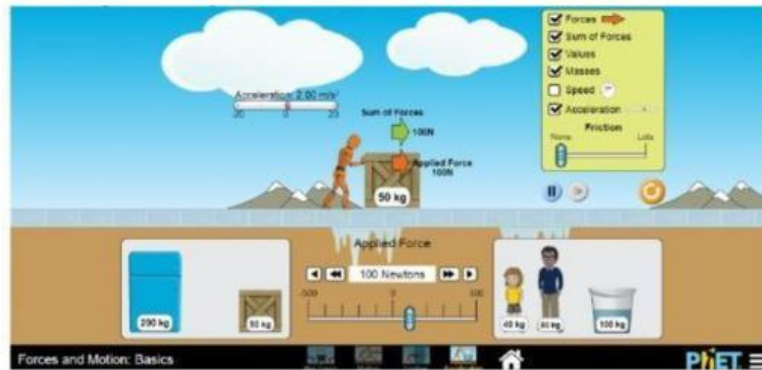 Forces
Sum of Forces
Values
Masses
Speed
Acceleration
Friction
None
Lots
Acceleration: 2.00 m/s²
-20
0
20
Sum of Forces
100N
Applied Force
100N
50 kg
Applied Force
100 Newtons
-500
0
500
200 kg
50 kg
40 kg
80 kg
100 kg
Forces and Motion: Basics
PhET